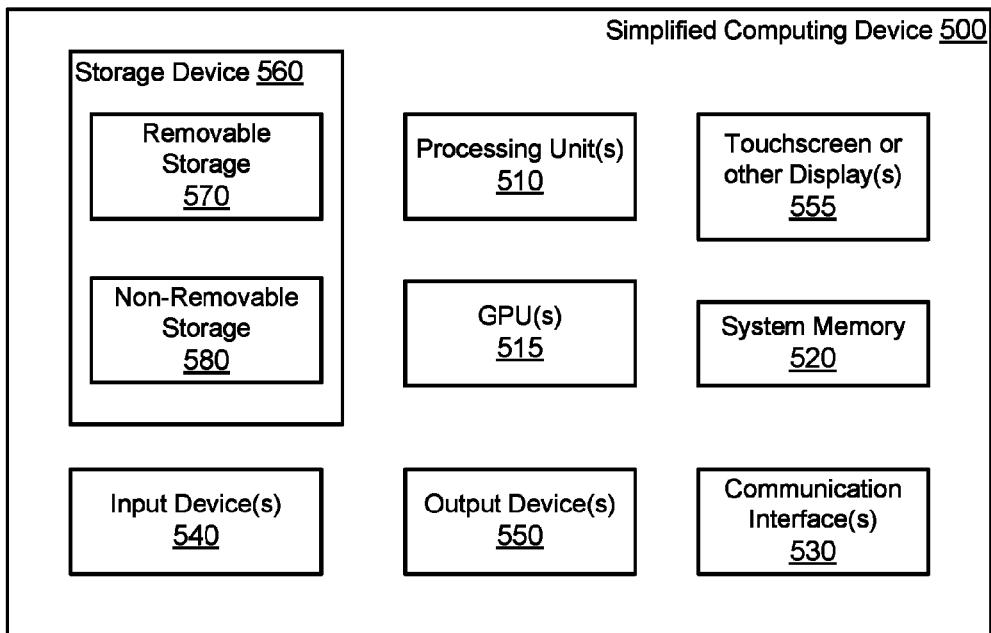 Simplified Computing Device 500
Storage Device 560
Removable
Storage
570
Non-Removable
Storage
580
Processing Unit(s)
510
Touchscreen or
other Display(s)
555
GPU(s)
515
System Memory
520
Input Device(s)
540
Output Device(s)
550
Communication
Interface(s)
530